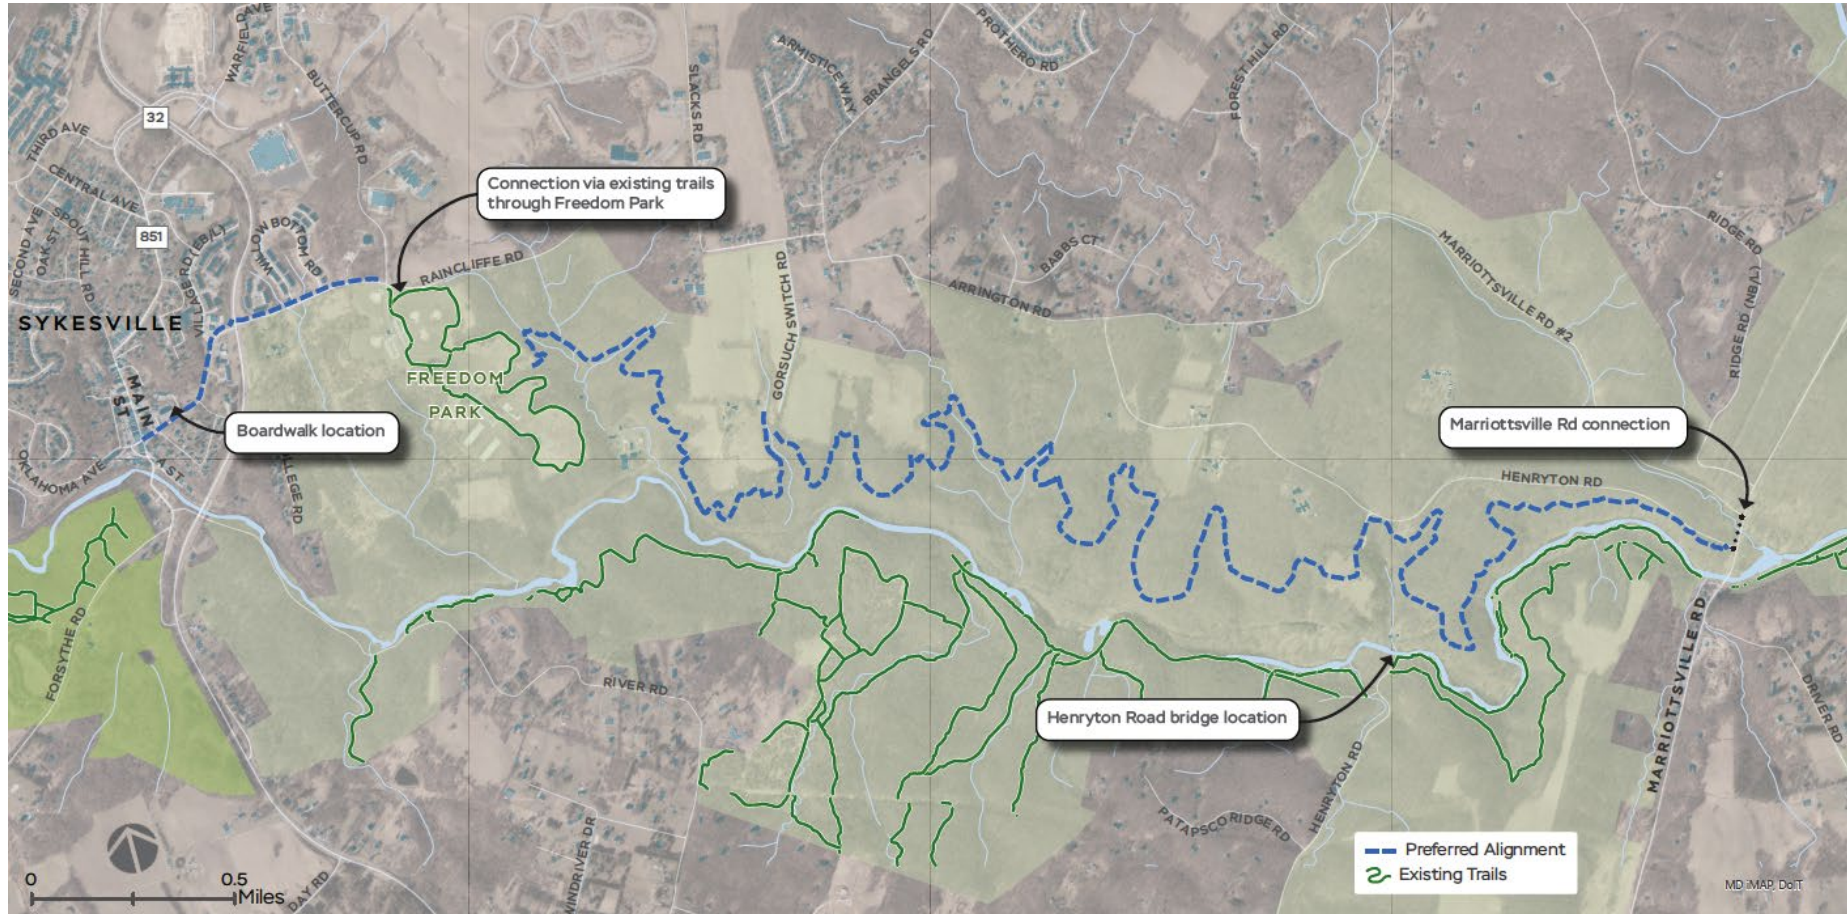 WARFIELD AVE
BUTTERCUP RD
SLACKS RD
ARMISTICE WAY
BRANGELS RD
PROTHERO RD
FOREST HILL RD
32
THIRD AVE
CENTRAL AVE
SECOND AVE
OAK ST
SPOUT HILL RD
851
VILLAGE RD (EB/L)
WILLOW BOTTOM RD
Connection via existing trails
through Freedom Park
RAINCLIFFE RD
GORSUCH SWITCH RD
BABBS CT
ARRINGTON RD
MARRIOTTSVILLE RD #2
RIDGE RD
RIDGE RD (NB/L)
SYKESVILLE
FREEDOM
PARK
MAIN
ST
Boardwalk location
Marriottsville Rd connection
OKLAHOMA AVE
A ST
HENRYTON RD
FORSYTHE RD
RIVER RD
Henryton Road bridge location
MARRIOTTSVILLE RD
DRIVER RD
HENRYTON RD
PATAPSCO RIDGE RD
DAY RD
Preferred Alignment
Existing Trails
0
0.5
Miles
MD iMAP, DoIT